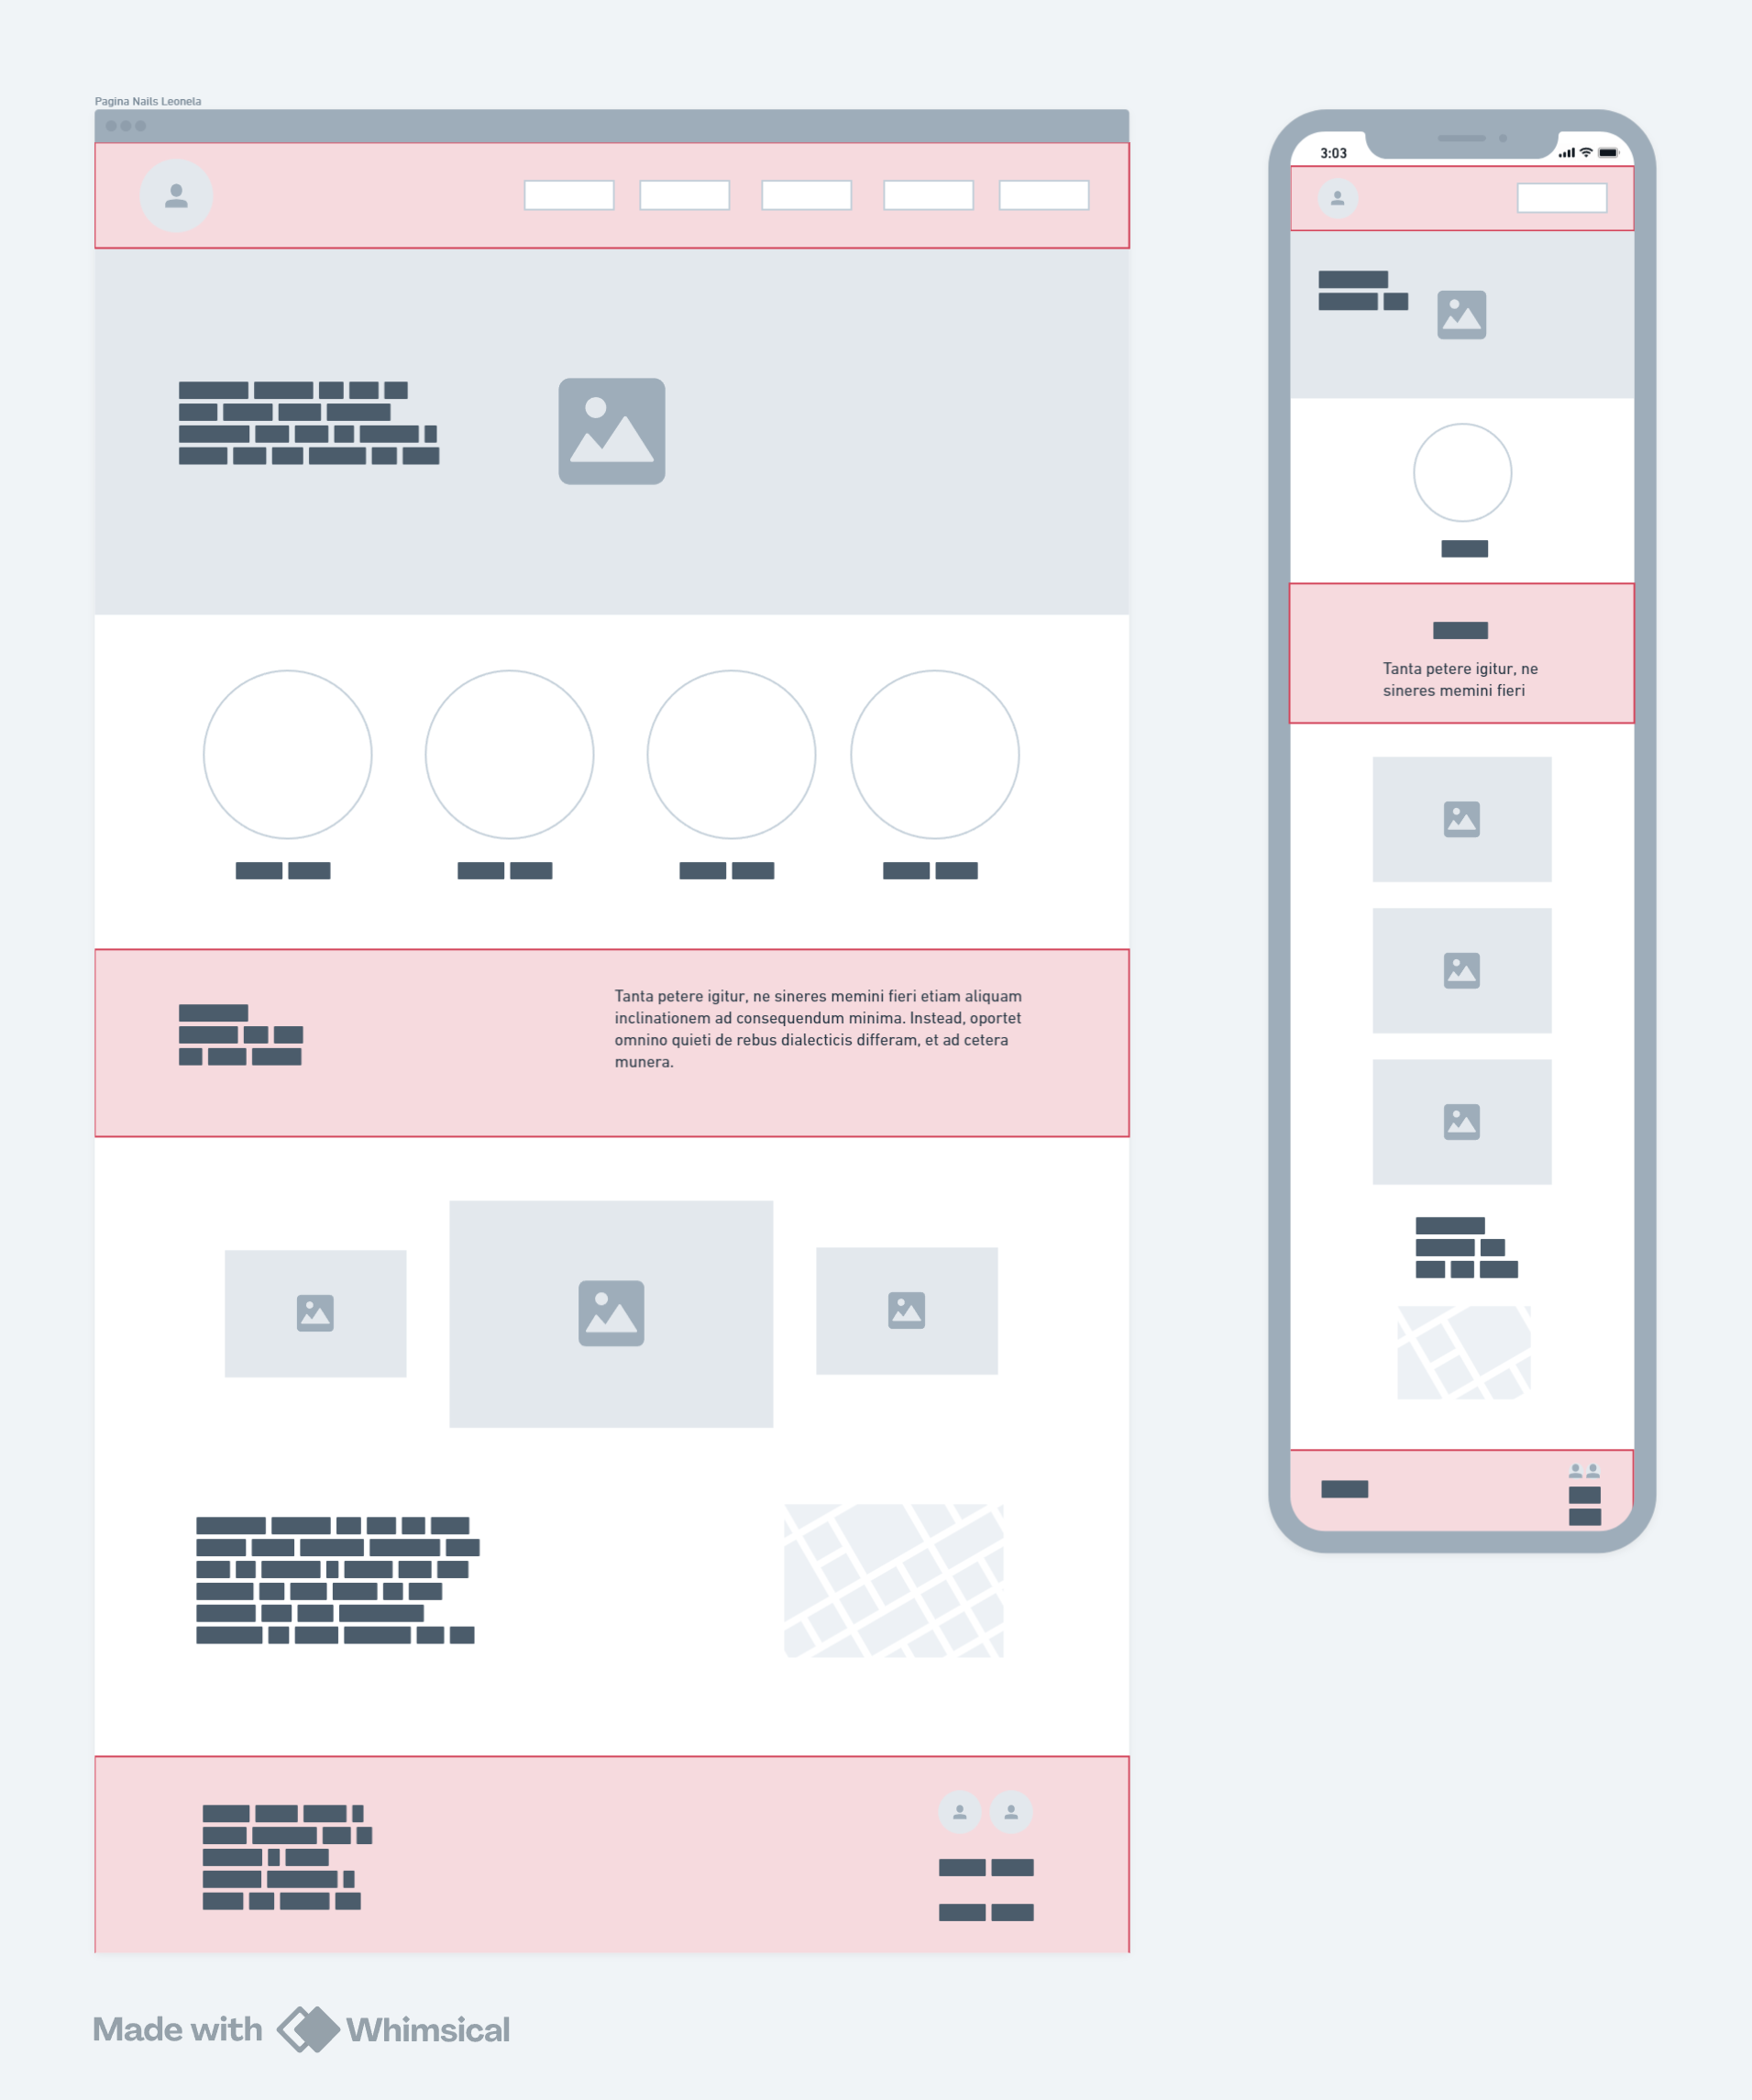 Pagina Nails Leonela
3:03
Tanta petere igitur, ne
sineres memini fieri
Tanta petere igitur, ne sineres memini fieri etiam aliquam
inclinationem ad consequendum minima. Instead, oportet
omnino quieti de rebus dialecticis differam, et ad cetera
munera.
Made with Whimsical